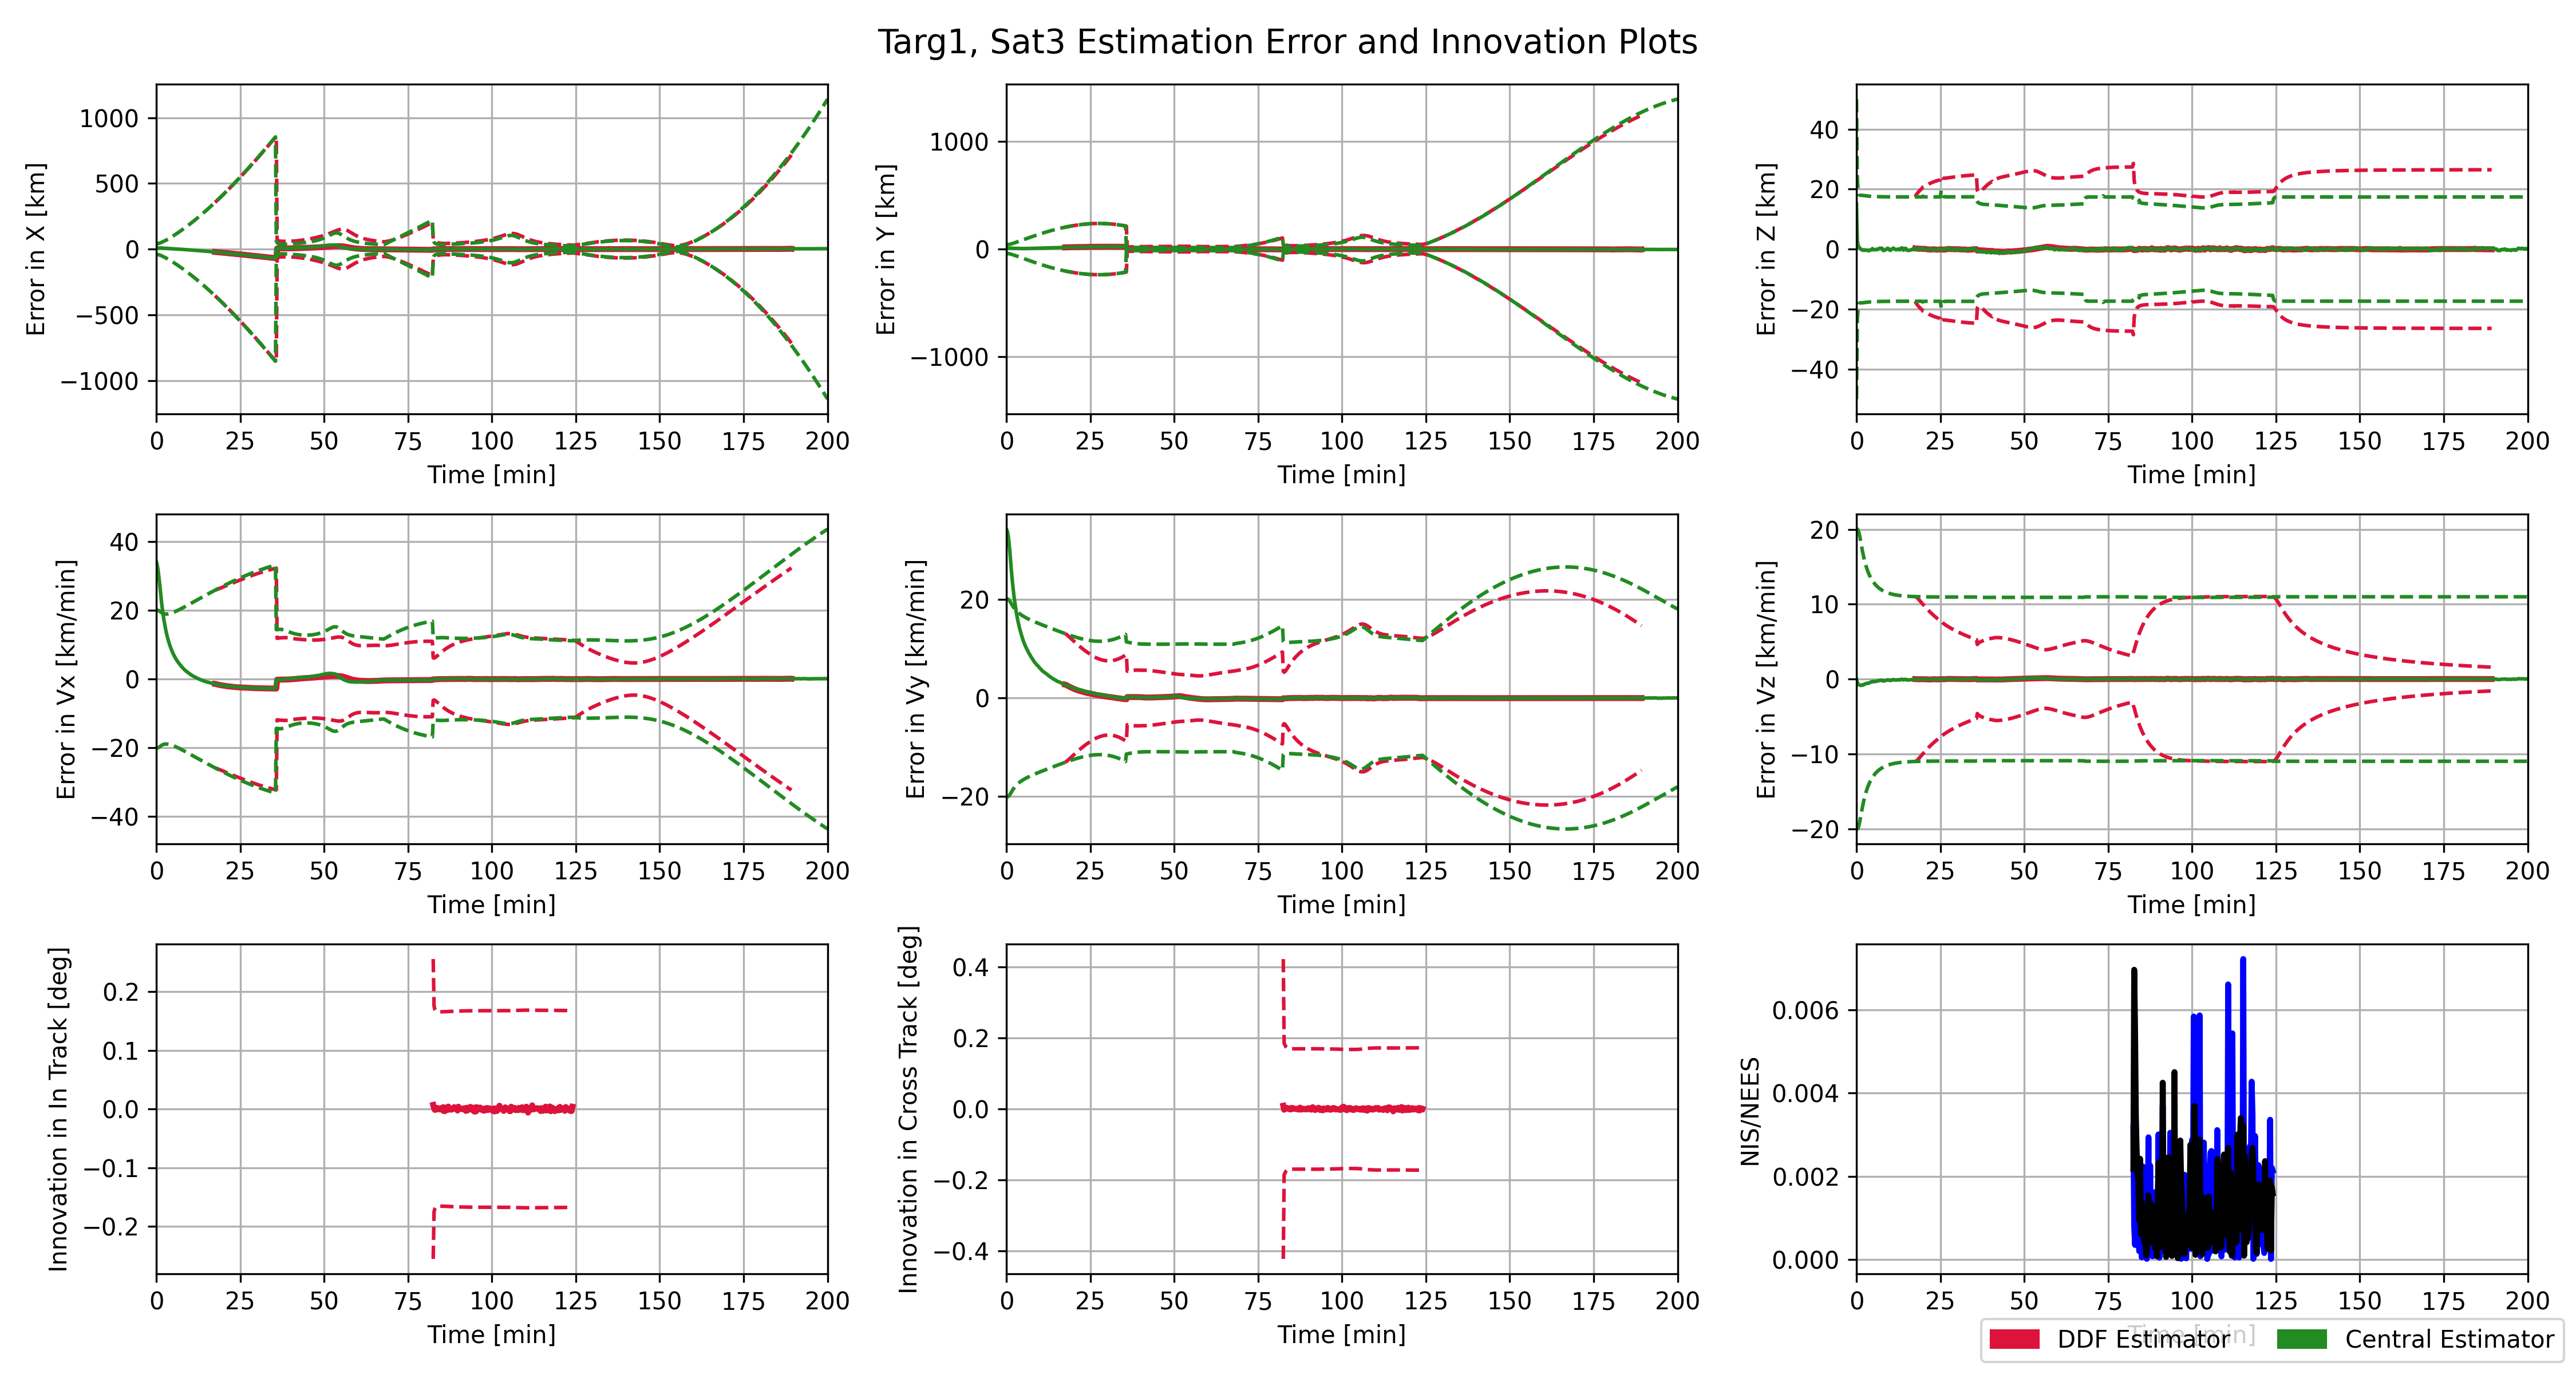 Targ1, Sat3 Estimation Error and Innovation Plots
Error in X [km]
1000
500
0
−500
−1000
0 25 50 75 100 125 150 175 200
Time [min]
Error in Y [km]
1000
0
−1000
0 25 50 75 100 125 150 175 200
Time [min]
Error in Z [km]
40
20
0
−20
−40
0 25 50 75 100 125 150 175 200
Time [min]
Error in Vx [km/min]
40
20
0
−20
−40
0 25 50 75 100 125 150 175 200
Time [min]
Error in Vy [km/min]
20
0
−20
0 25 50 75 100 125 150 175 200
Time [min]
Error in Vz [km/min]
20
10
0
−10
−20
0 25 50 75 100 125 150 175 200
Time [min]
Innovation in In Track [deg]
0.2
0.1
0.0
−0.1
−0.2
0 25 50 75 100 125 150 175 200
Time [min]
Innovation in Cross Track [deg]
0.4
0.2
0.0
−0.2
−0.4
0 25 50 75 100 125 150 175 200
Time [min]
NIS/NEES
0.006
0.004
0.002
0.000
0 25 50 75 100 125 150 175 200
Time [min]
DDF Estimator
Central Estimator